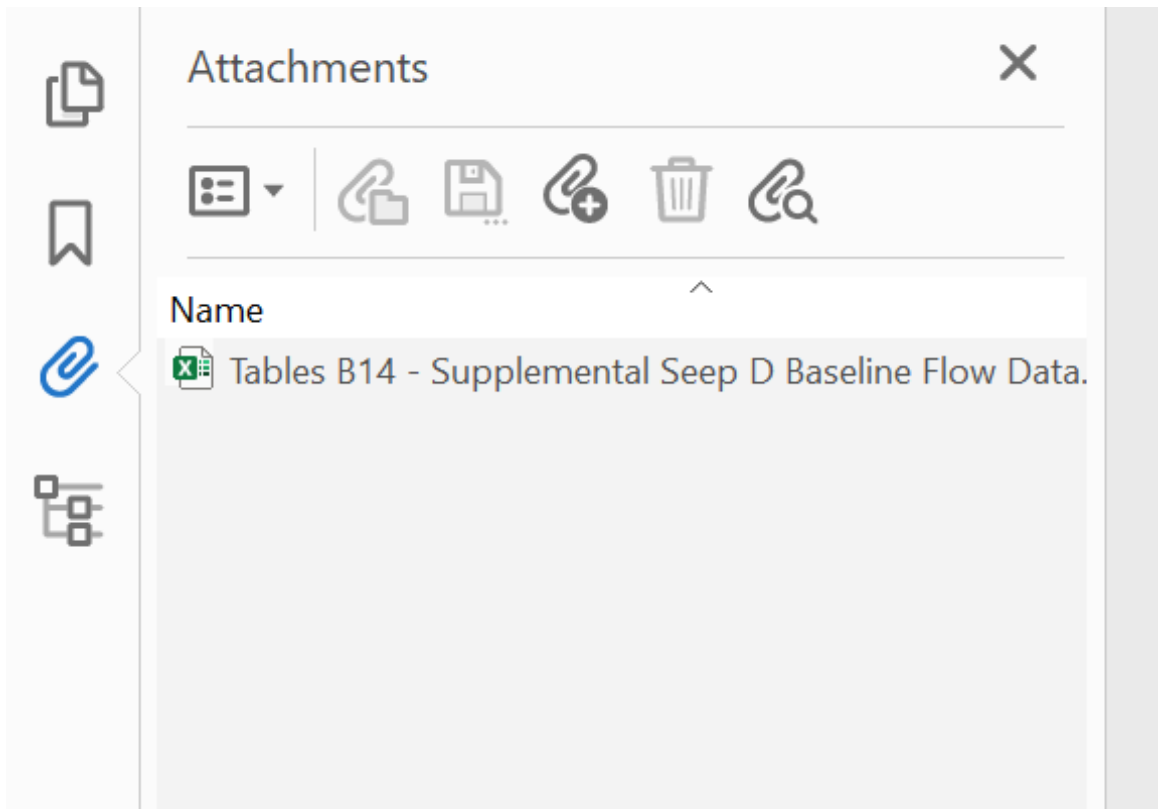 Attachments
Name
Tables B14 - Supplemental Seep D Baseline Flow Data.